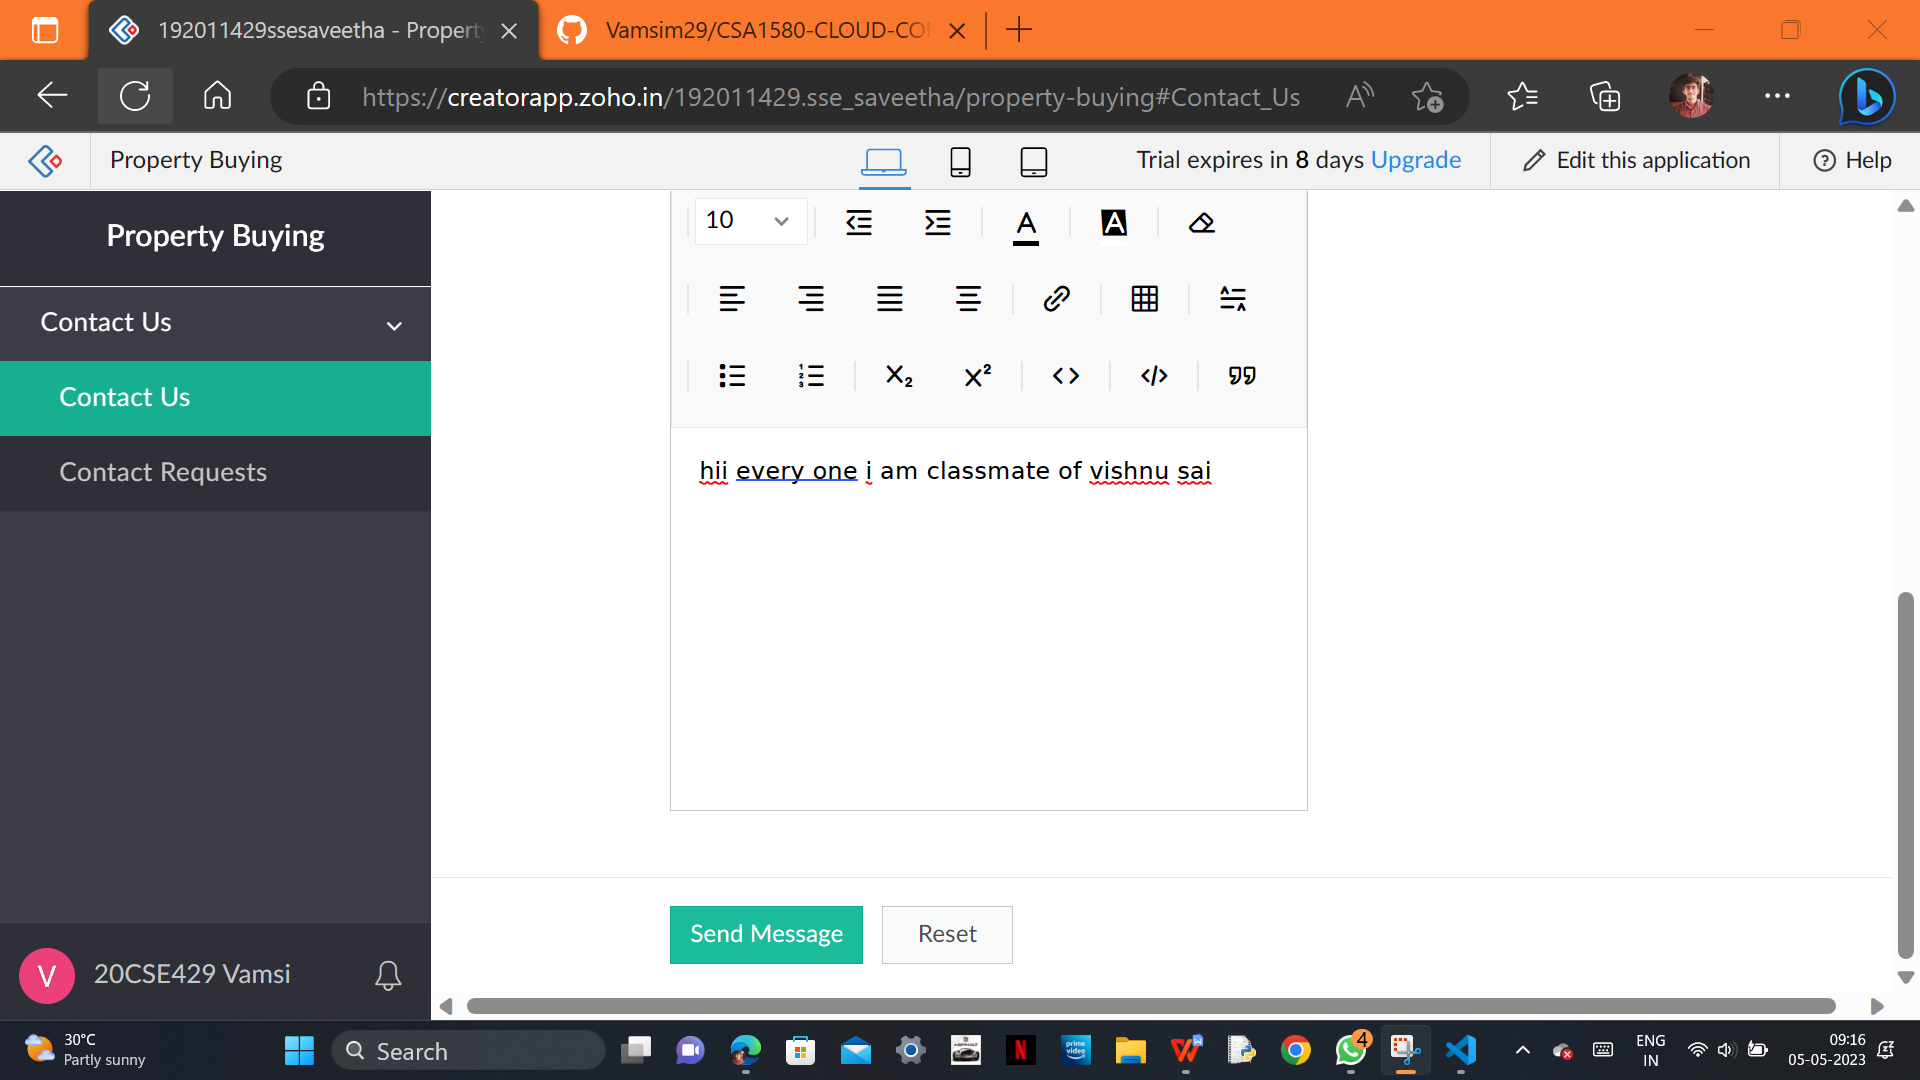 192011429ssesaveetha - Propert
Vamsim29/CSA1580-CLOUD-CO
https://creatorapp.zoho.in/192011429.sse_saveetha/property-buying#Contact_Us
Property Buying
Trial expires in 8 days Upgrade
Edit this application
Help
Property Buying
Contact Us
Contact Us
Contact Requests
10
hii every one i am classmate of vishnu sai
Send Message
Reset
V
20CSE429 Vamsi
30°C
Partly sunny
Search
prime video
4
ENG
IN
09:16
05-05-2023